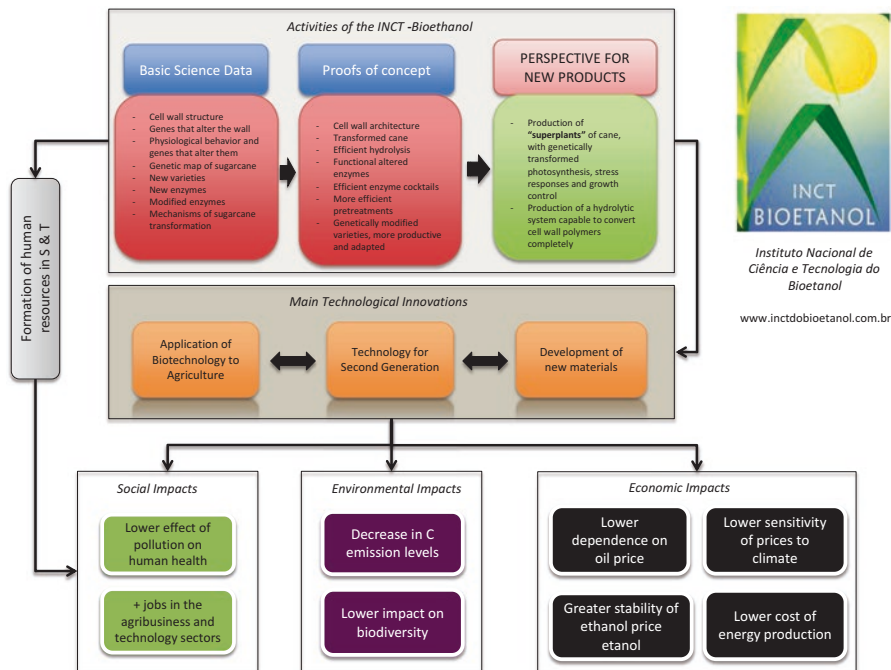 Activities of the INCT -Bioethanol
Basic Science Data
- Cell wall structure
- Genes that alter the wall
- Physiological behavior and
genes that alter them
- Genetic map of sugarcane
- New varieties
- New enzymes
- Modified enzymes
- Mechanisms of sugarcane
transformation
Proofs of concept
- Cell wall architecture
- Transformed cane
- Efficient hydrolysis
- Functional altered
enzymes
- Efficient enzyme cocktails
- More efficient
pretreatments
- Genetically modified
varieties, more productive
and adapted
PERSPECTIVE FOR
NEW PRODUCTS
- Production of
“superplants” of cane,
with genetically
transformed
photosynthesis, stress
responses and growth
control
- Production of a hydrolytic
system capable to convert
cell wall polymers
completely
INCT
BIOETANOL
Instituto Nacional de
Ciência e Tecnologia do
Bioetanol
www.inctdobioetanol.com.br
Formation of human
resources in S & T
Main Technological Innovations
Application of
Biotechnology to
Agriculture
Technology for
Second Generation
Development of
new materials
Social Impacts
Lower effect of
pollution on
human health
+ jobs in the
agribusiness and
technology sectors
Environmental Impacts
Decrease in C
emission levels
Lower impact on
biodiversity
Economic Impacts
Lower
dependence on
oil price
Lower sensitivity
of prices to
climate
Greater stability of
ethanol price
etanol
Lower cost of
energy production